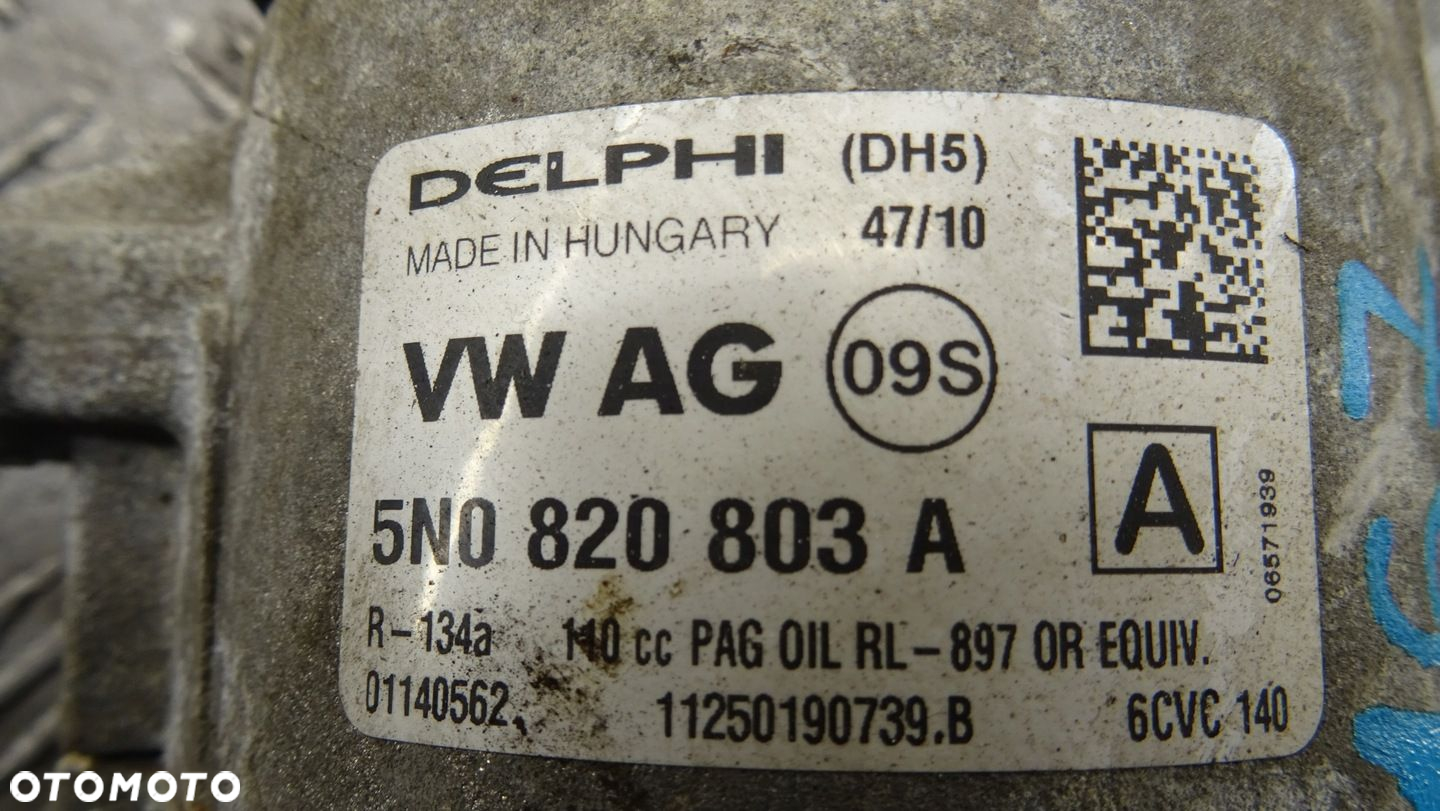 DELPHI (DH5)
MADE IN HUNGARY 47/10
VW AG 09S
5N0 820 803 A A
06571939
R-134a 110 cc PAG OIL RL-897 OR EQUIV.
01140562 11250190739.B 6CVC 140
OTOMOTO